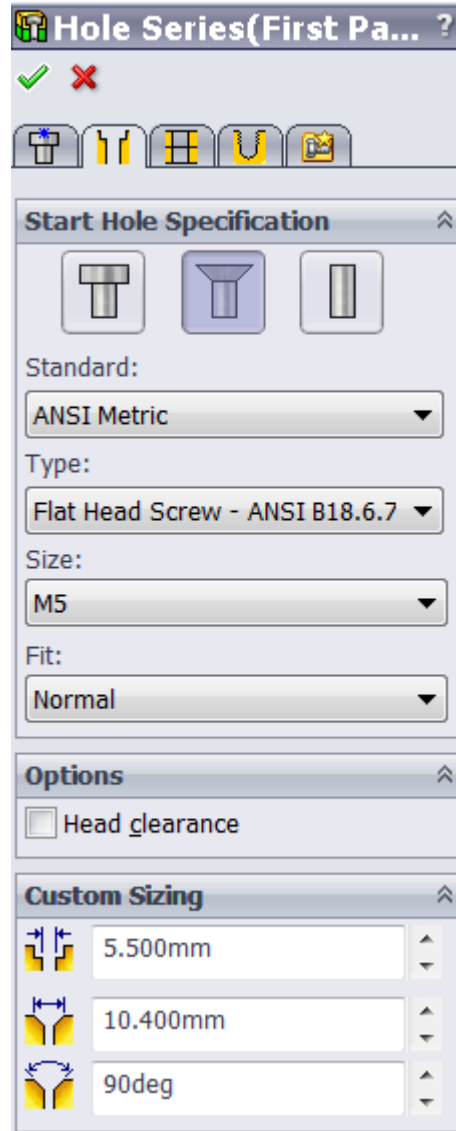 Hole Series(First Pa... ?
Start Hole Specification
Standard:
ANSI Metric
Type:
Flat Head Screw - ANSI B18.6.7
Size:
M5
Fit:
Normal
Options
Head clearance
Custom Sizing
5.500mm
10.400mm
90deg